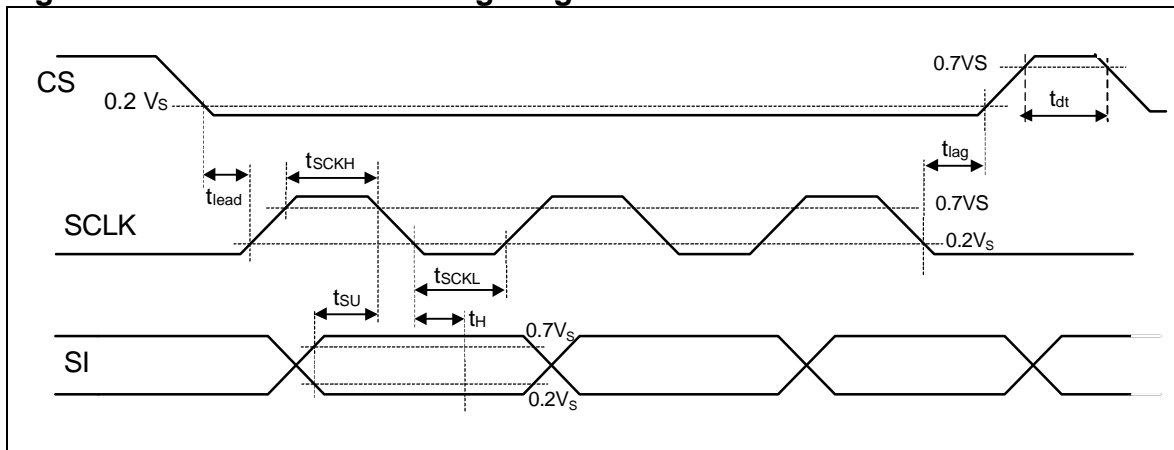 0.7VS
CS
0.2 VS
tdt
tSCKH
tlag
tlead
0.7VS
SCLK
0.2VS
tSCKL
tSU
tH
0.7VS
SI
0.2VS